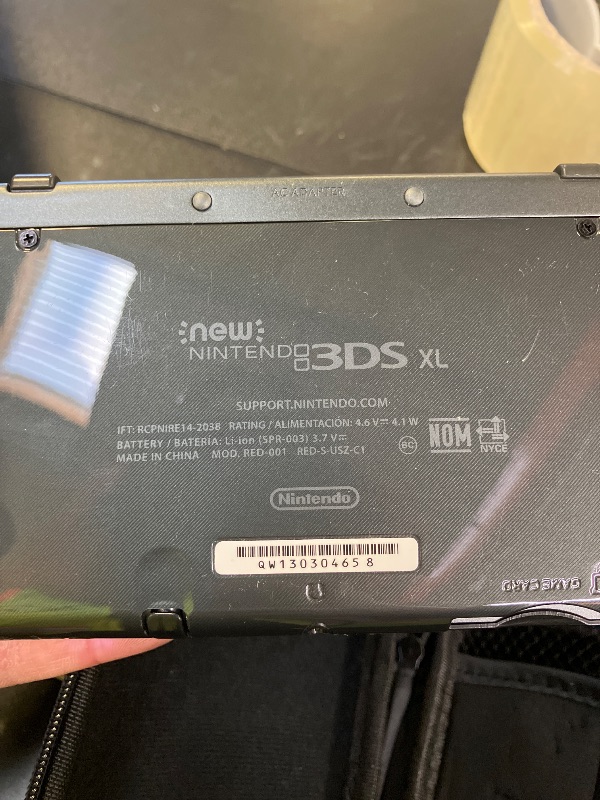 AC ADAPTER
new
NINTENDO 3DS XL
SUPPORT.NINTENDO.COM
IFT: RCPNIRE14-2038 RATING / ALIMENTACIÓN: 4.6 V⎓ 4.1 W
BATTERY / BATERÍA: Li-ion (SPR-003) 3.7 V⎓
MADE IN CHINA MOD. RED-001 RED-S-USZ-C1
BC
NOM
NYCE
Nintendo
QW13030465 8
GAME CARD